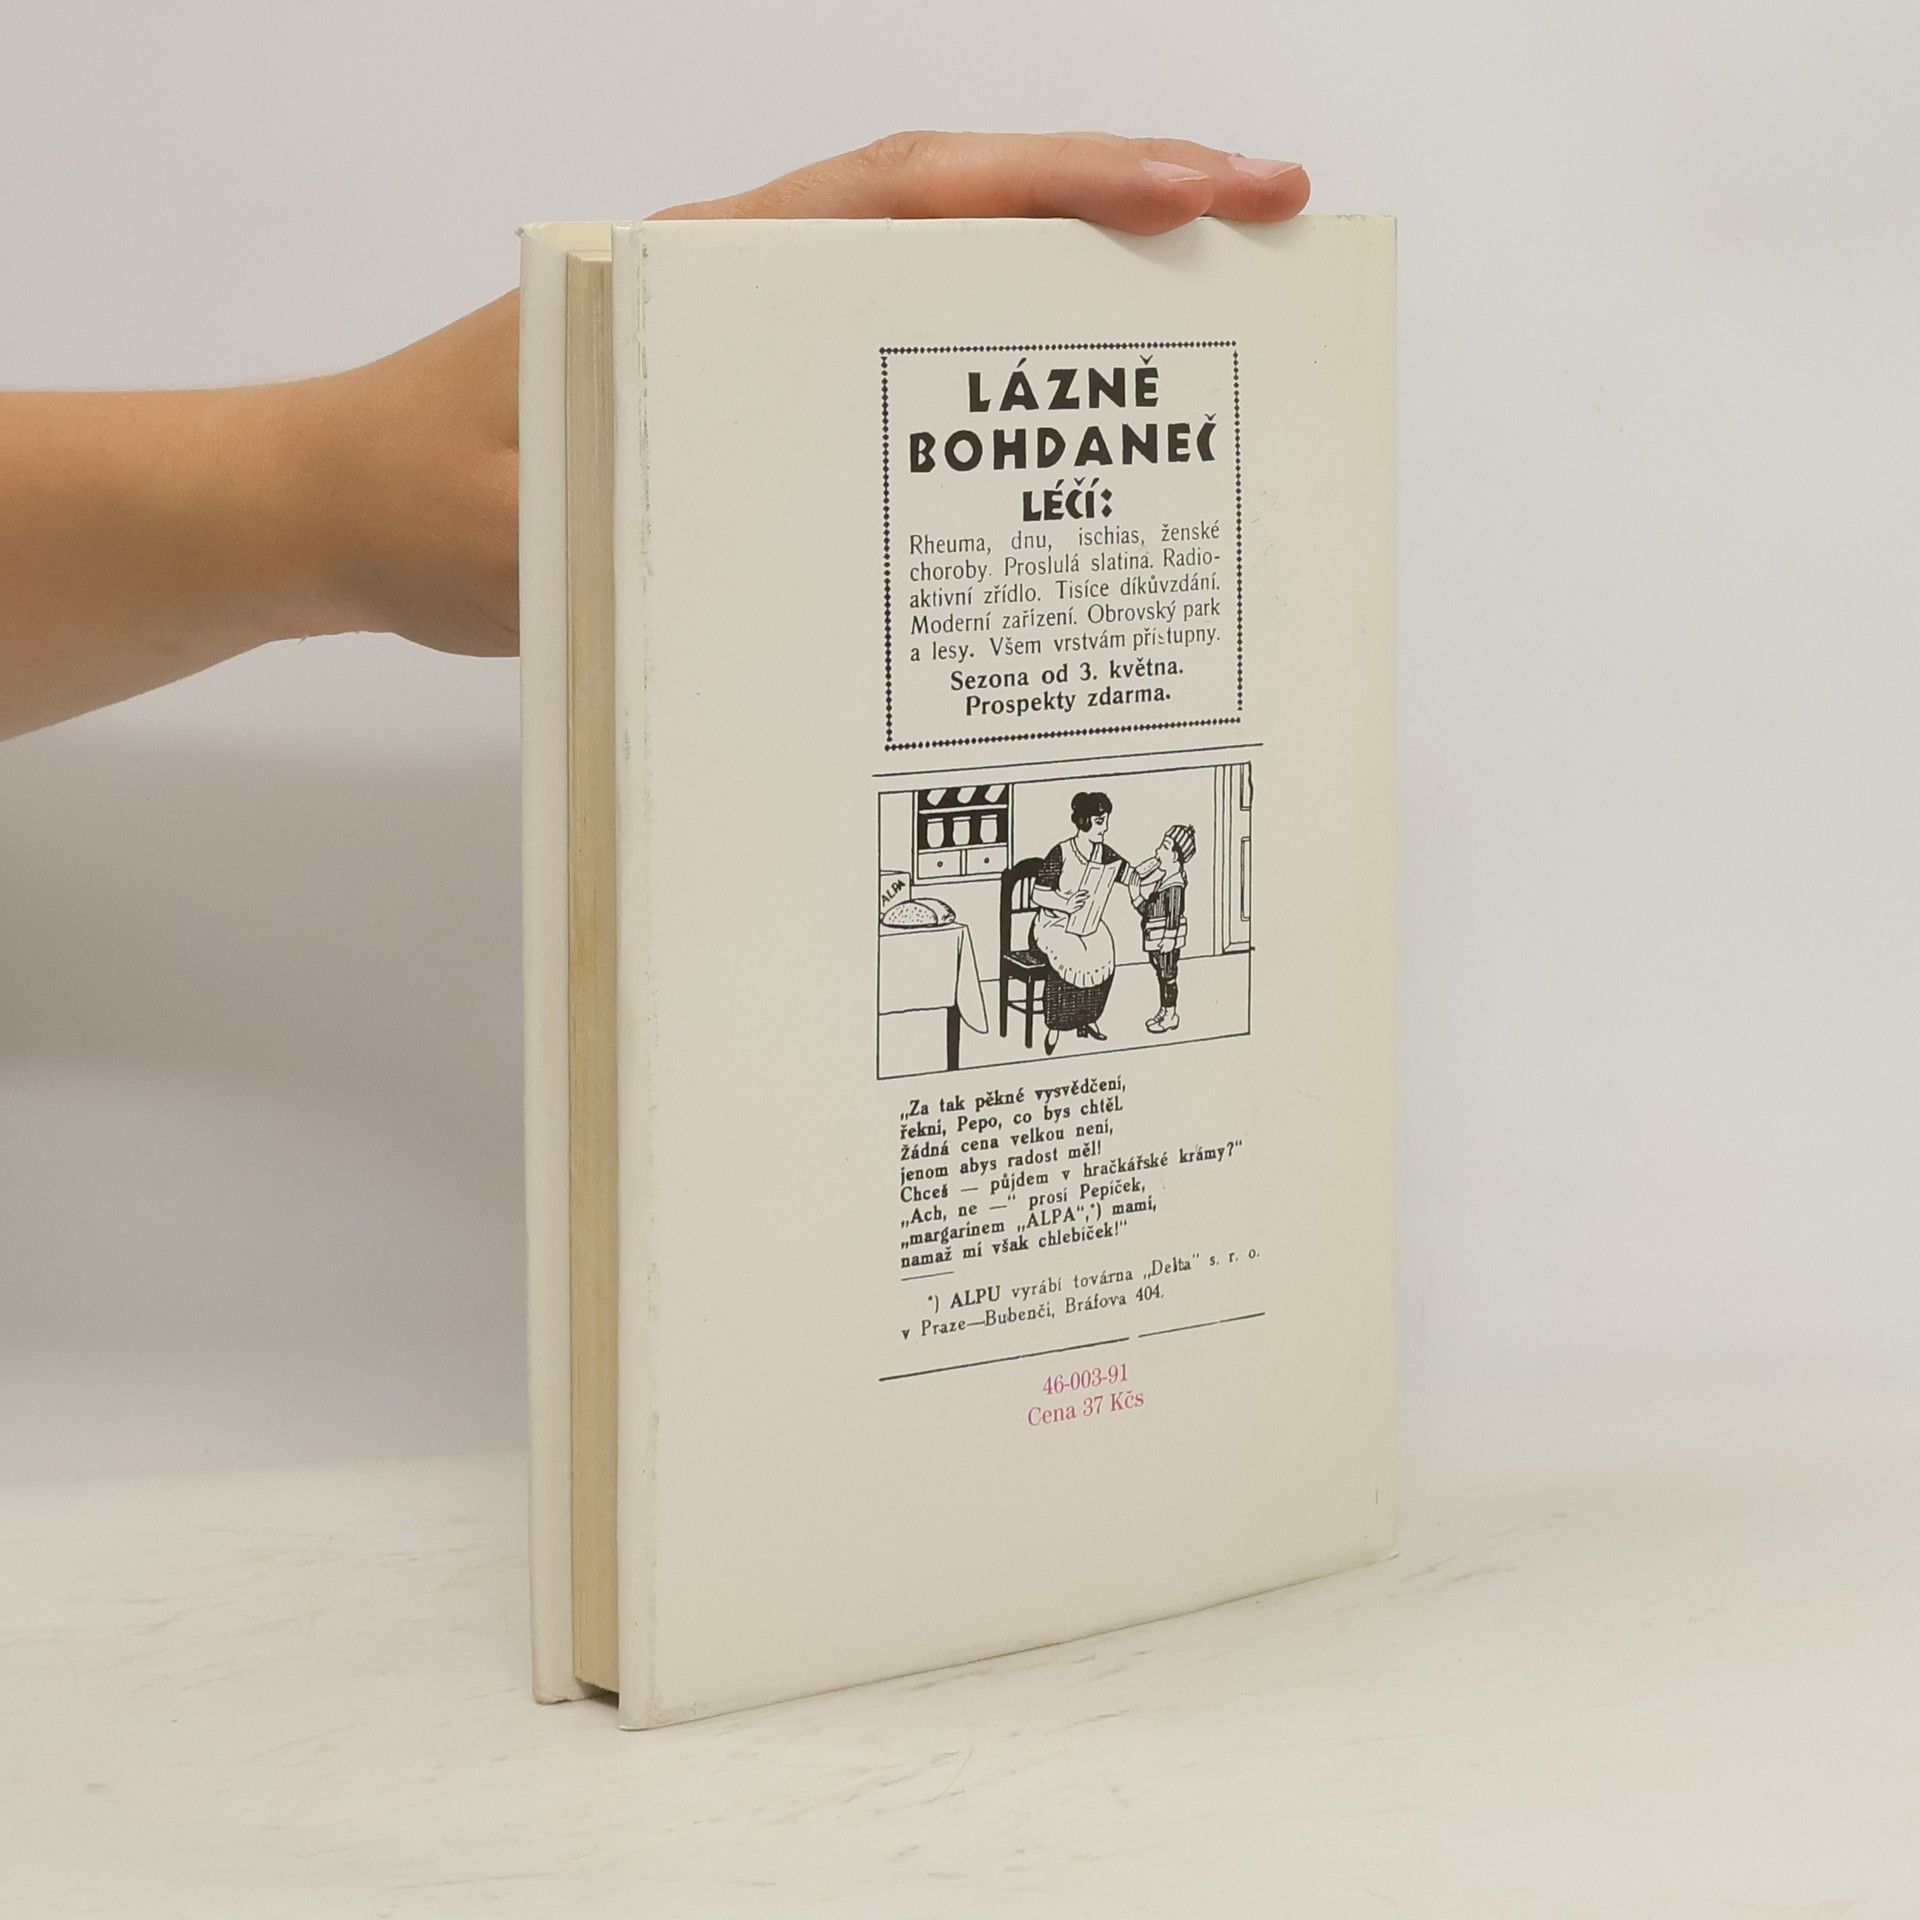 LÁZNĚ
BOHDANEČ
LÉČÍ:
Rheuma, dnu, ischias, ženské
choroby. Proslulá slatina. Radio-
aktivní zřídlo. Tisíce díkůvzdání.
Moderní zařízení. Obrovský park
a lesy. Všem vrstvám přístupny.
Sezona od 3. května.
Prospekty zdarma.
ALPA
„Za tak pěkné vysvědčení,
řekni, Pepo, co bys chtěl.
Žádná cena velkou není,
jenom abys radost měl!
Chceš — půjdem v hračkářské krámy?"
„Ach, ne —" prosí Pepíček,
„margarinem „ALPA",*) mami,
namaž mi však chlebíček!"
*) ALPU vyrábí továrna „Delta" s. r. o.
v Praze—Bubenči, Bráfova 404.
46-003-91
Cena 37 Kčs